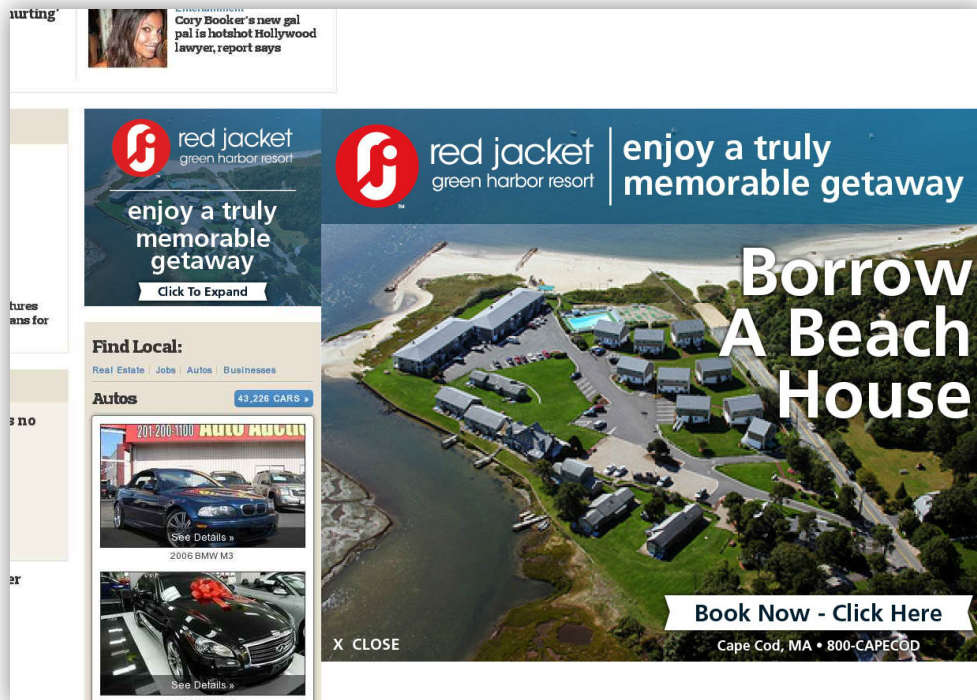 urting'
Entertainment
Cory Booker's new gal
pal is hotshot Hollywood
lawyer, report says
red jacket
green harbor resort
enjoy a truly
memorable
getaway
Click To Expand
red jacket
green harbor resort
TM
enjoy a truly
memorable getaway
Borrow
A Beach
House
tures
ans for
s no
er
Find Local:
Real Estate | Jobs | Autos | Businesses
Autos
43,226 CARS »
201-200-1100 AUTO AUCTION
See Details »
2006 BMW M3
See Details »
X CLOSE
Book Now - Click Here
Cape Cod, MA • 800-CAPECOD